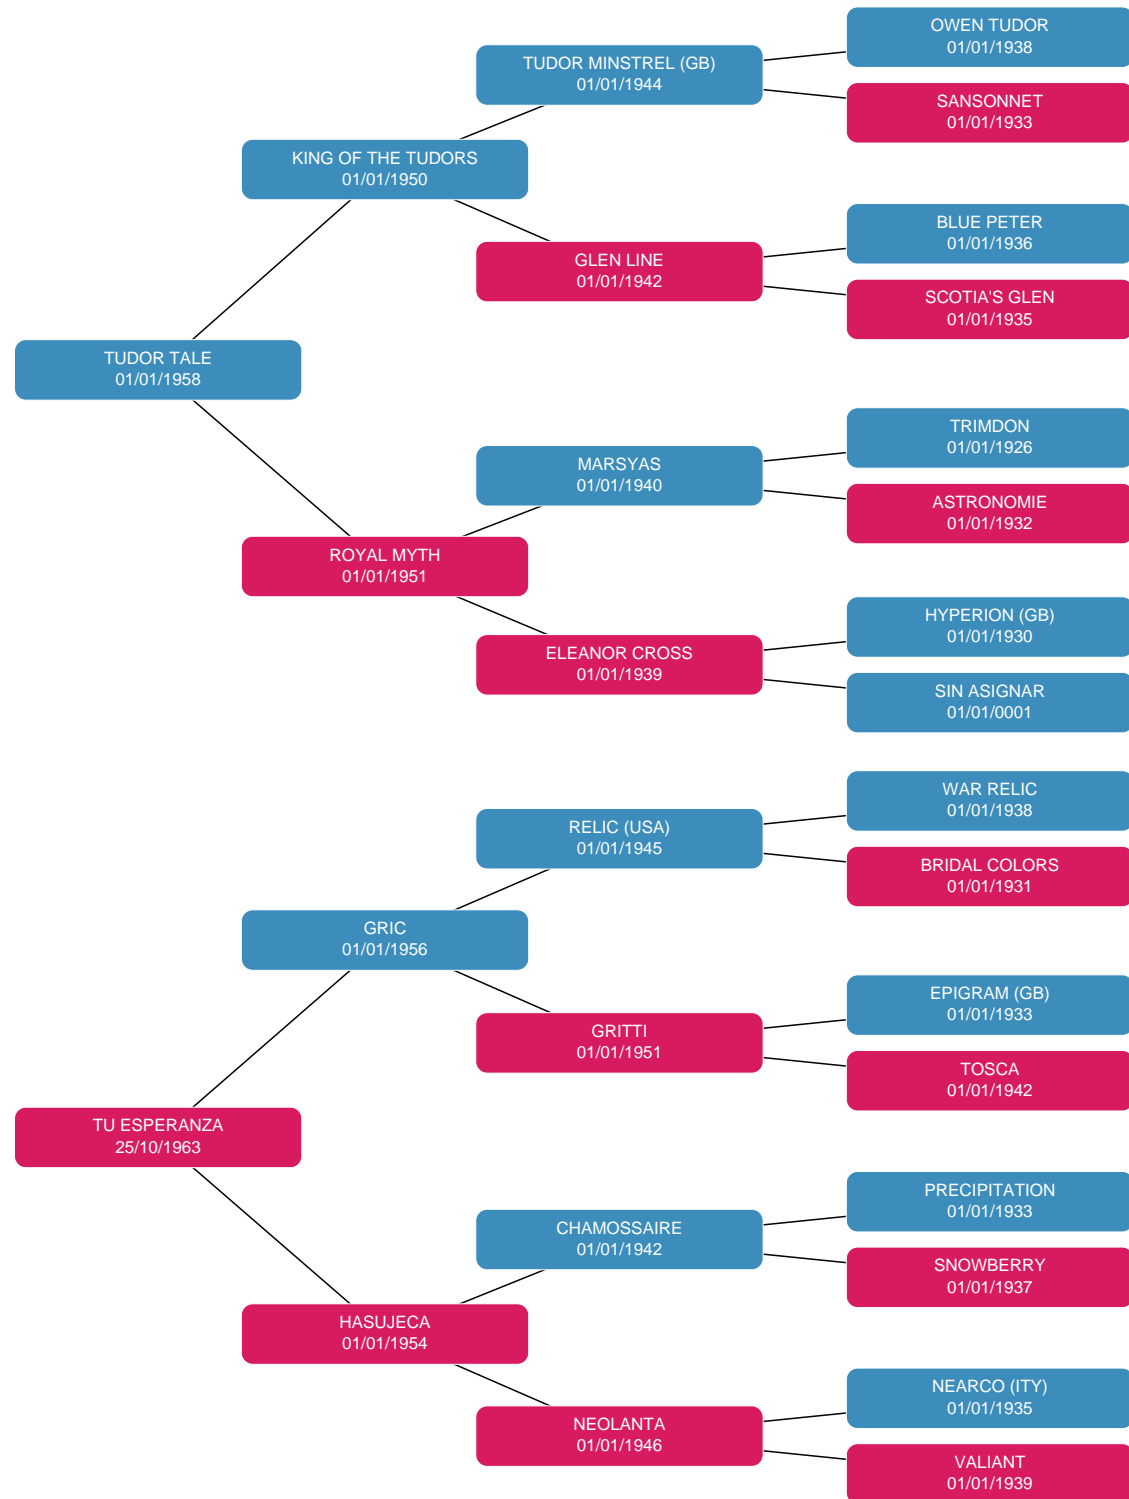 OWEN TUDOR
01/01/1938
TUDOR MINSTREL (GB)
01/01/1944
SANSONNET
01/01/1933
KING OF THE TUDORS
01/01/1950
BLUE PETER
01/01/1936
GLEN LINE
01/01/1942
SCOTIA'S GLEN
01/01/1935
TUDOR TALE
01/01/1958
TRIMDON
01/01/1926
MARSYAS
01/01/1940
ASTRONOMIE
01/01/1932
ROYAL MYTH
01/01/1951
HYPERION (GB)
01/01/1930
ELEANOR CROSS
01/01/1939
SIN ASIGNAR
01/01/0001
WAR RELIC
01/01/1938
RELIC (USA)
01/01/1945
BRIDAL COLORS
01/01/1931
GRIC
01/01/1956
EPIGRAM (GB)
01/01/1933
GRITTI
01/01/1951
TOSCA
01/01/1942
TU ESPERANZA
25/10/1963
PRECIPITATION
01/01/1933
CHAMOSSAIRE
01/01/1942
SNOWBERRY
01/01/1937
HASUJECA
01/01/1954
NEARCO (ITY)
01/01/1935
NEOLANTA
01/01/1946
VALIANT
01/01/1939